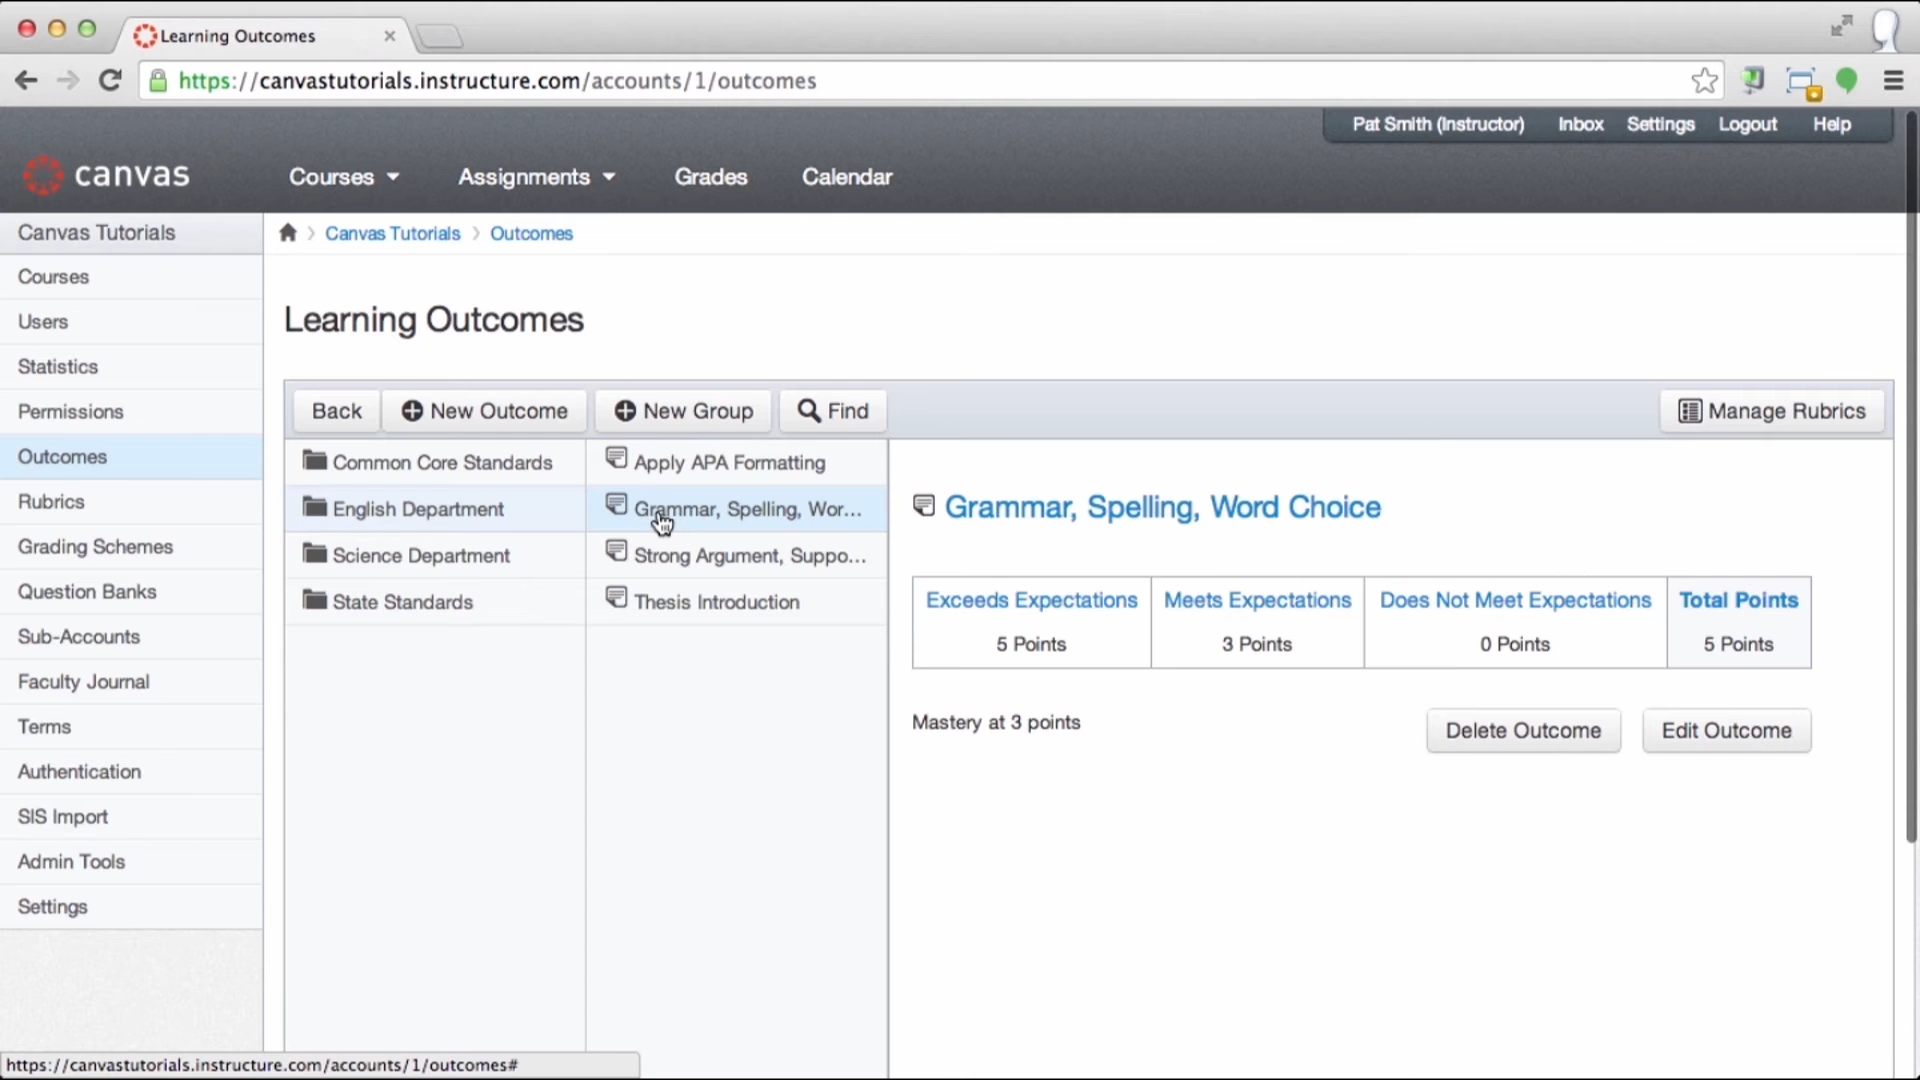 Learning Outcomes
https://canvastutorials.instructure.com/accounts/1/outcomes
Pat Smith (Instructor) Inbox Settings Logout Help
canvas Courses Assignments Grades Calendar
Canvas Tutorials
Courses
Users
Statistics
Permissions
Outcomes
Rubrics
Grading Schemes
Question Banks
Sub-Accounts
Faculty Journal
Terms
Authentication
SIS Import
Admin Tools
Settings
Canvas Tutorials Outcomes
Learning Outcomes
Back New Outcome New Group Find Manage Rubrics
Common Core Standards
English Department
Science Department
State Standards
Apply APA Formatting
Grammar, Spelling, Wor...
Strong Argument, Suppo...
Thesis Introduction
Grammar, Spelling, Word Choice
Exceeds Expectations Meets Expectations Does Not Meet Expectations Total Points
5 Points 3 Points 0 Points 5 Points
Mastery at 3 points Delete Outcome Edit Outcome
https://canvastutorials.instructure.com/accounts/1/outcomes#